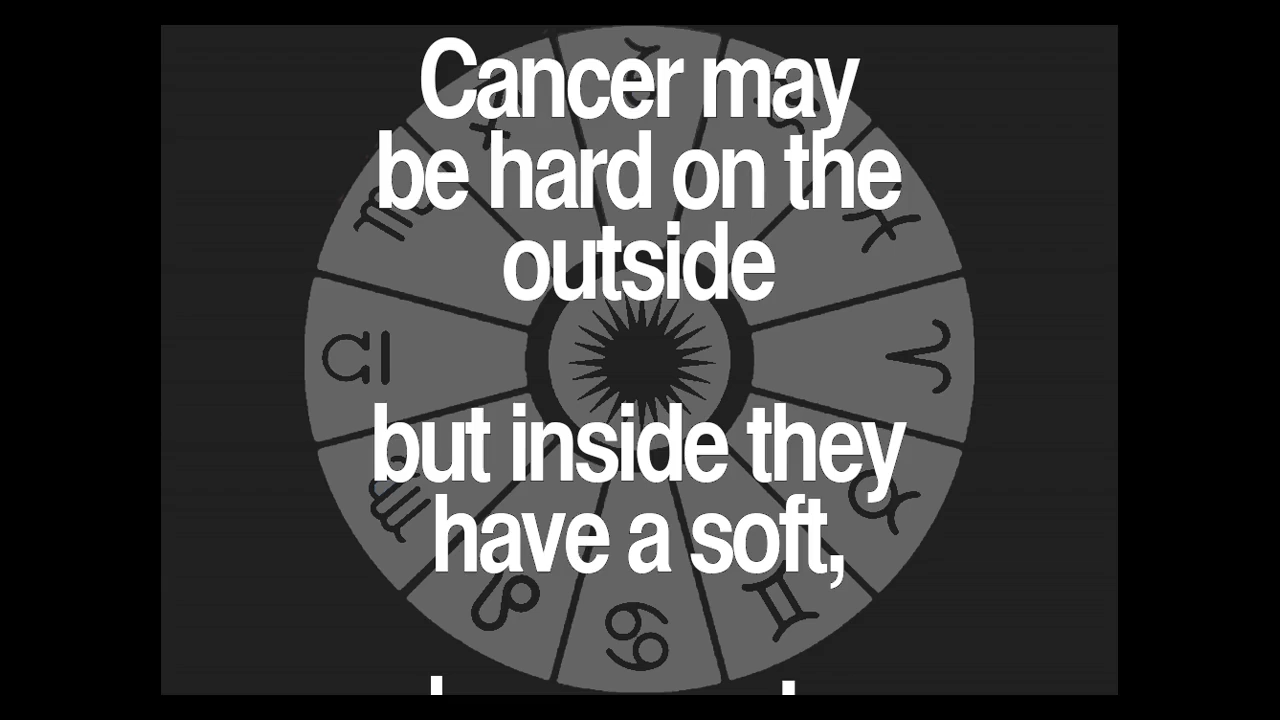 Cancer may
be hard on the
outside
but inside they
have a soft,